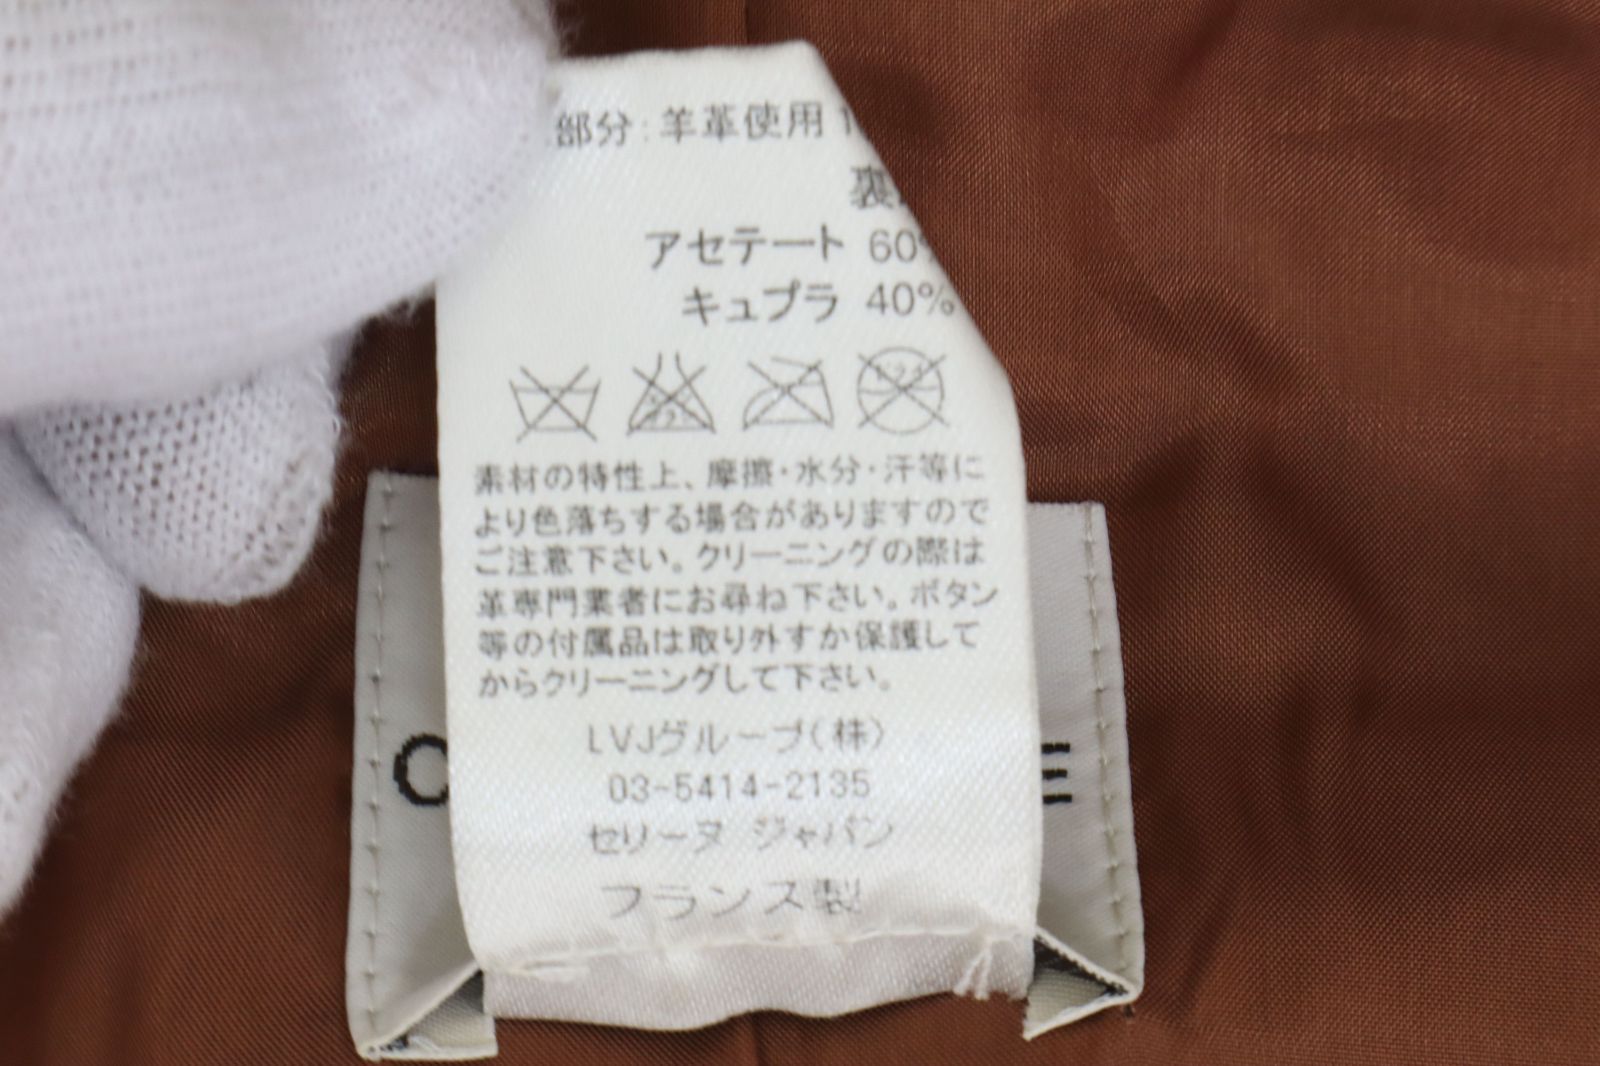 部分:羊革使用
アセテート 60%
キュプラ 40%
ドライ
素材の特性上、摩擦・水分・汗等に
より色落ちする場合がありますので
ご注意下さい。クリーニングの際は
革専門業者にお尋ね下さい。ボタン
等の付属品は取り外すか保護して
からクリーニングして下さい。
LVJグループ(株)
03-5414-2135
セリーヌ ジャパン
フランス製